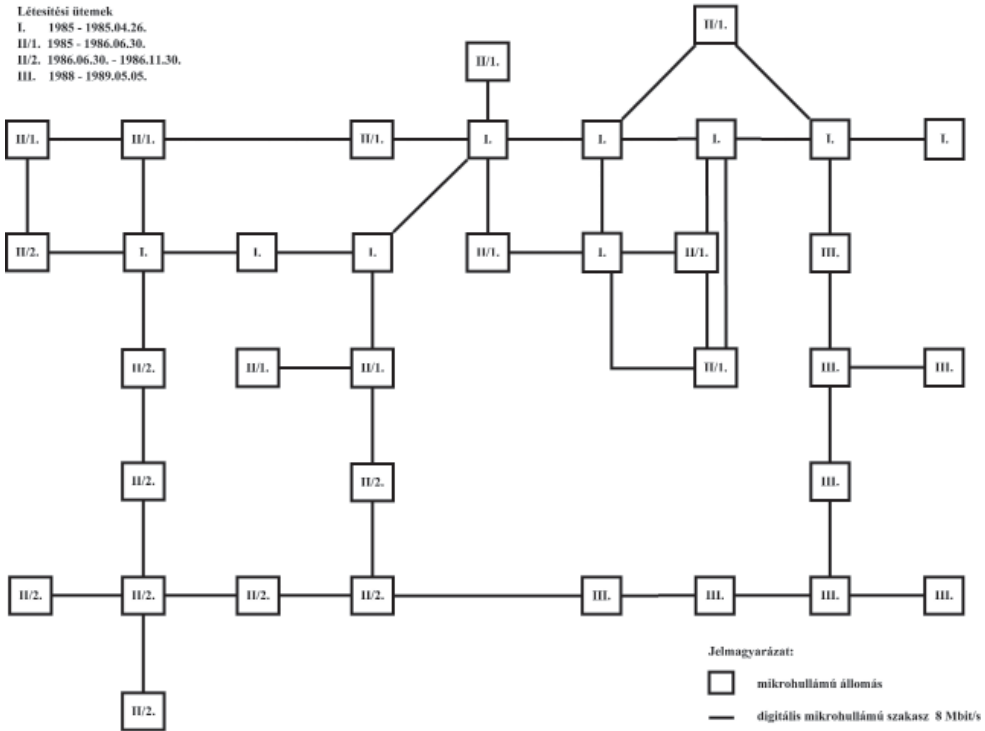 Létesítési ütemek
I. 1985 - 1985.04.26.
II/1. 1985 - 1986.06.30.
II/2. 1986.06.30. - 1986.11.30.
III. 1988 - 1989.05.05.
II/1.
II/1.
II/1. II/1. II/1. I. I. I. I. I.
II/2. I. I. I. II/1. I. II/1. III.
II/2. II/1. II/1. II/1. III. III.
II/2. II/2. III.
II/2. II/2. II/2. II/2. III. III. III. III.
II/2.
Jelmagyarázat:
mikrohullámú állomás
digitális mikrohullámú szakasz 8 Mbit/s